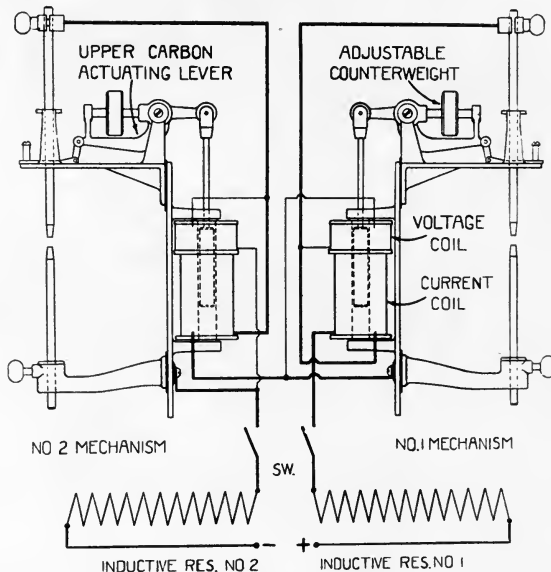 UPPER CARBON
ACTUATING LEVER
ADJUSTABLE
COUNTERWEIGHT
VOLTAGE
COIL
CURRENT
COIL
NO 2 MECHANISM
NO.1 MECHANISM
SW.
- +
INDUCTIVE RES. NO 2
INDUCTIVE RES. NO 1